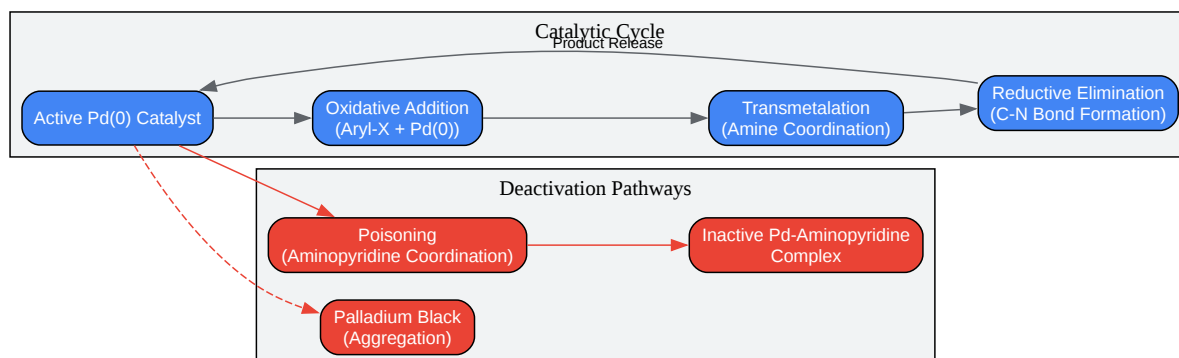 Catalytic Cycle
Product Release
Active Pd(0) Catalyst
Oxidative Addition
(Aryl-X + Pd(0))
Transmetalation
(Amine Coordination)
Reductive Elimination
(C-N Bond Formation)
Deactivation Pathways
Poisoning
(Aminopyridine Coordination)
Inactive Pd-Aminopyridine
Complex
Palladium Black
(Aggregation)